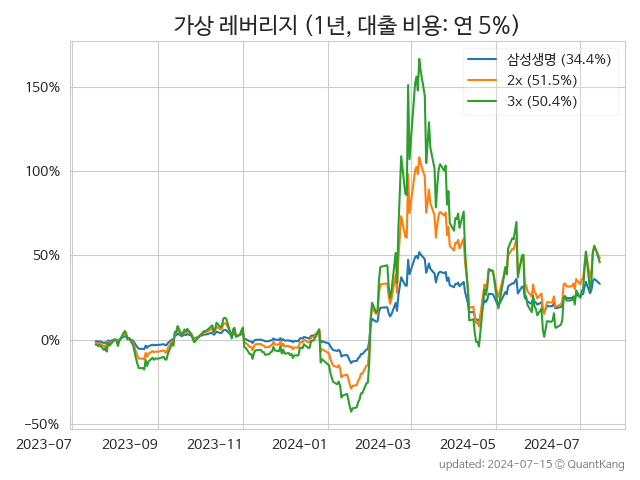 가상 레버리지 (1년, 대출 비용: 연 5%)
삼성생명 (34.4%)
2x (51.5%)
3x (50.4%)
150%
100%
50%
0%
−50%
2023-07 2023-09 2023-11 2024-01 2024-03 2024-05 2024-07
updated: 2024-07-15 © QuantKang